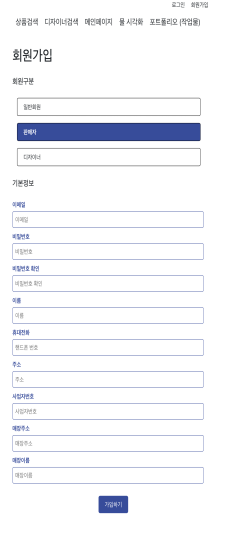 로그인 회원가입
상품검색 디자이너검색 메인페이지 물 시각화 포트폴리오 (작업물)
회원가입
회원구분
일반회원
판매자
디자이너
기본정보
이메일
이메일
비밀번호
비밀번호
비밀번호 확인
비밀번호 확인
이름
이름
휴대전화
핸드폰 번호
주소
주소
사업자번호
사업자번호
매장주소
매장주소
매장이름
매장이름
가입하기